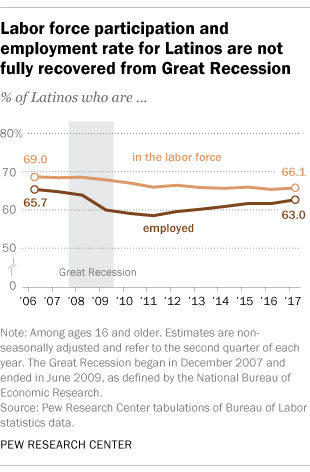 Labor force participation and
employment rate for Latinos are not
fully recovered from Great Recession
% of Latinos who are ...
80%
69.0
in the labor force
66.1
70
65.7
60
employed
63.0
50
Great Recession
0
'06 '07 '08 '09 '10 '11 '12 '13 '14 '15 '16 '17
Note: Among ages 16 and older. Estimates are non-
seasonally adjusted and refer to the second quarter of each
year. The Great Recession began in December 2007 and
ended in June 2009, as defined by the National Bureau of
Economic Research.
Source: Pew Research Center tabulations of Bureau of Labor
statistics data.
PEW RESEARCH CENTER